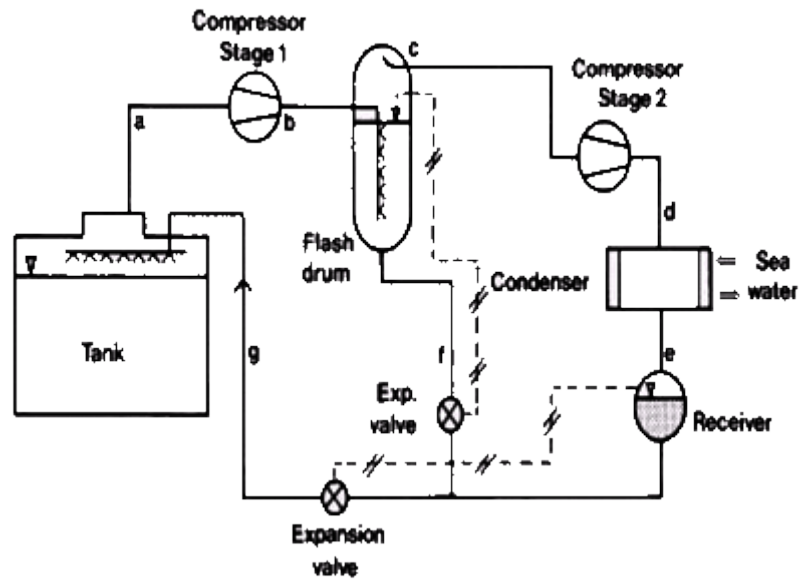 Compressor
Stage 1
c
Compressor
Stage 2
a
b
d
Flash
drum
Condenser
Sea
water
Tank
g
f
e
Exp.
valve
Receiver
Expansion
valve